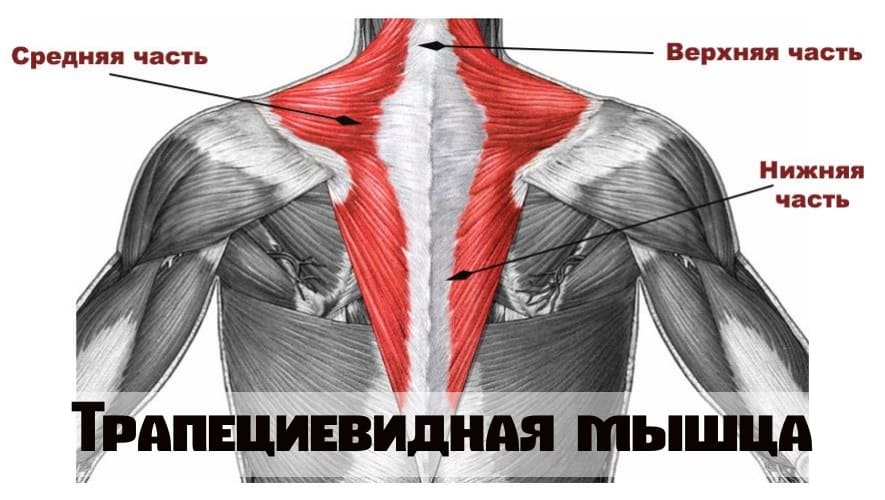 Средняя часть
Верхняя часть
Нижняя
часть
Трапециевидная мышца